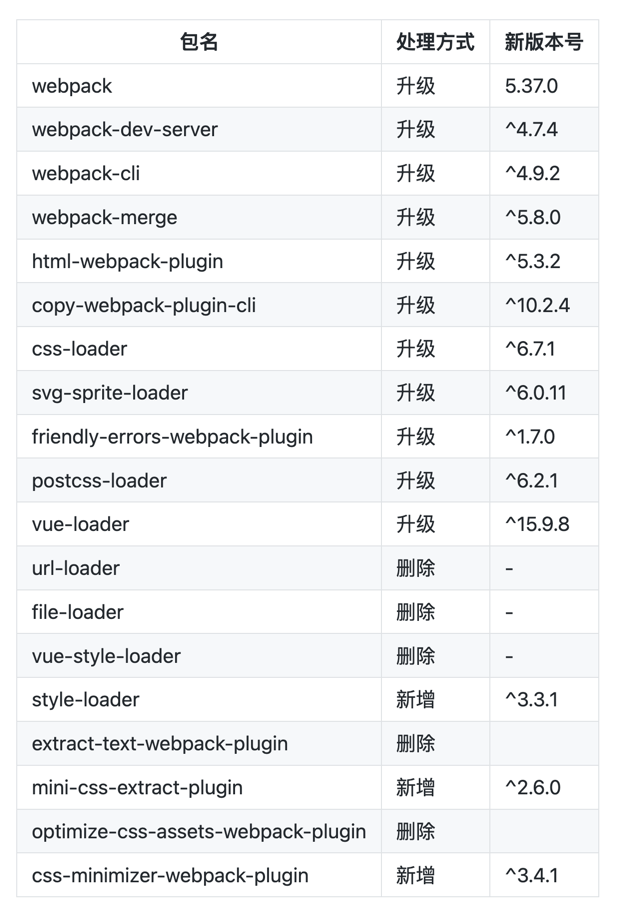 包名 处理方式 新版本号
webpack 升级 5.37.0
webpack-dev-server 升级 ^4.7.4
webpack-cli 升级 ^4.9.2
webpack-merge 升级 ^5.8.0
html-webpack-plugin 升级 ^5.3.2
copy-webpack-plugin-cli 升级 ^10.2.4
css-loader 升级 ^6.7.1
svg-sprite-loader 升级 ^6.0.11
friendly-errors-webpack-plugin 升级 ^1.7.0
postcss-loader 升级 ^6.2.1
vue-loader 升级 ^15.9.8
url-loader 删除 -
file-loader 删除 -
vue-style-loader 删除 -
style-loader 新增 ^3.3.1
extract-text-webpack-plugin 删除
mini-css-extract-plugin 新增 ^2.6.0
optimize-css-assets-webpack-plugin 删除
css-minimizer-webpack-plugin 新增 ^3.4.1